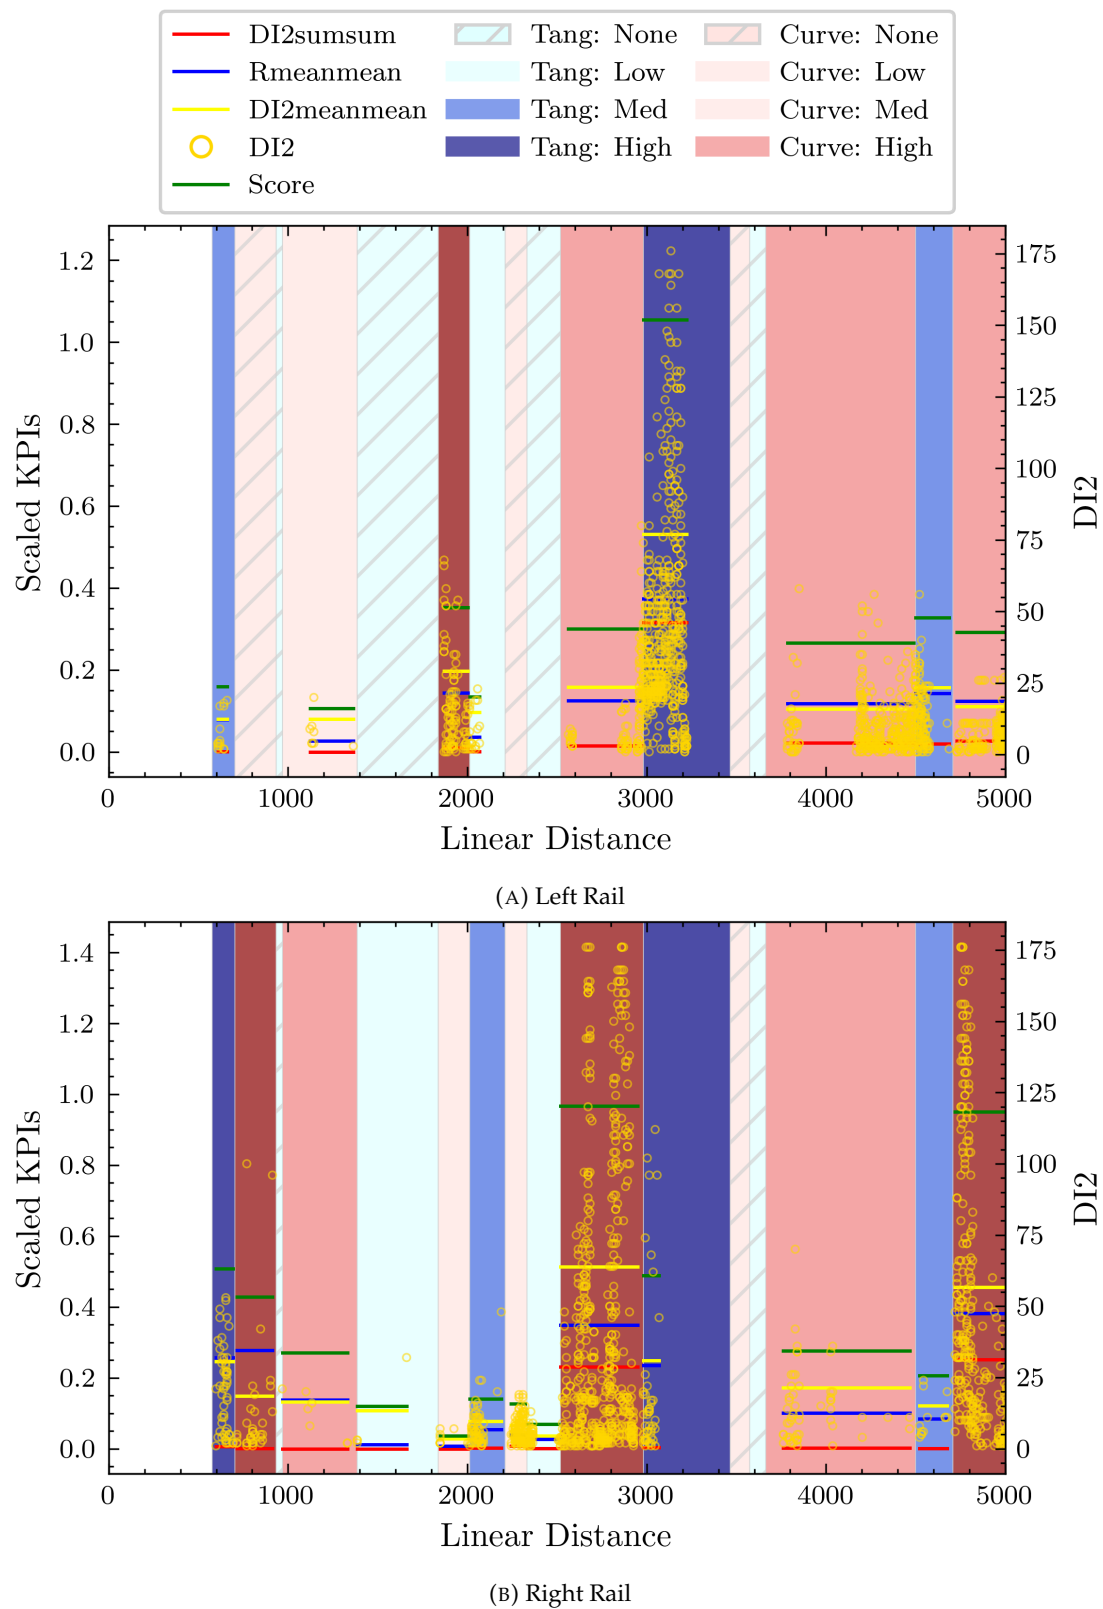 DI2sumsum
Rmeanmean
DI2meanmean
DI2
Score
Tang: None
Tang: Low
Tang: Med
Tang: High
Curve: None
Curve: Low
Curve: Med
Curve: High
1.2
1.0
0.8
0.6
0.4
0.2
0.0
Scaled KPIs
175
150
125
100
75
50
25
0
DI2
0 1000 2000 3000 4000 5000
Linear Distance
(A) Left Rail
1.4
1.2
1.0
0.8
0.6
0.4
0.2
0.0
Scaled KPIs
175
150
125
100
75
50
25
0
DI2
0 1000 2000 3000 4000 5000
Linear Distance
(B) Right Rail